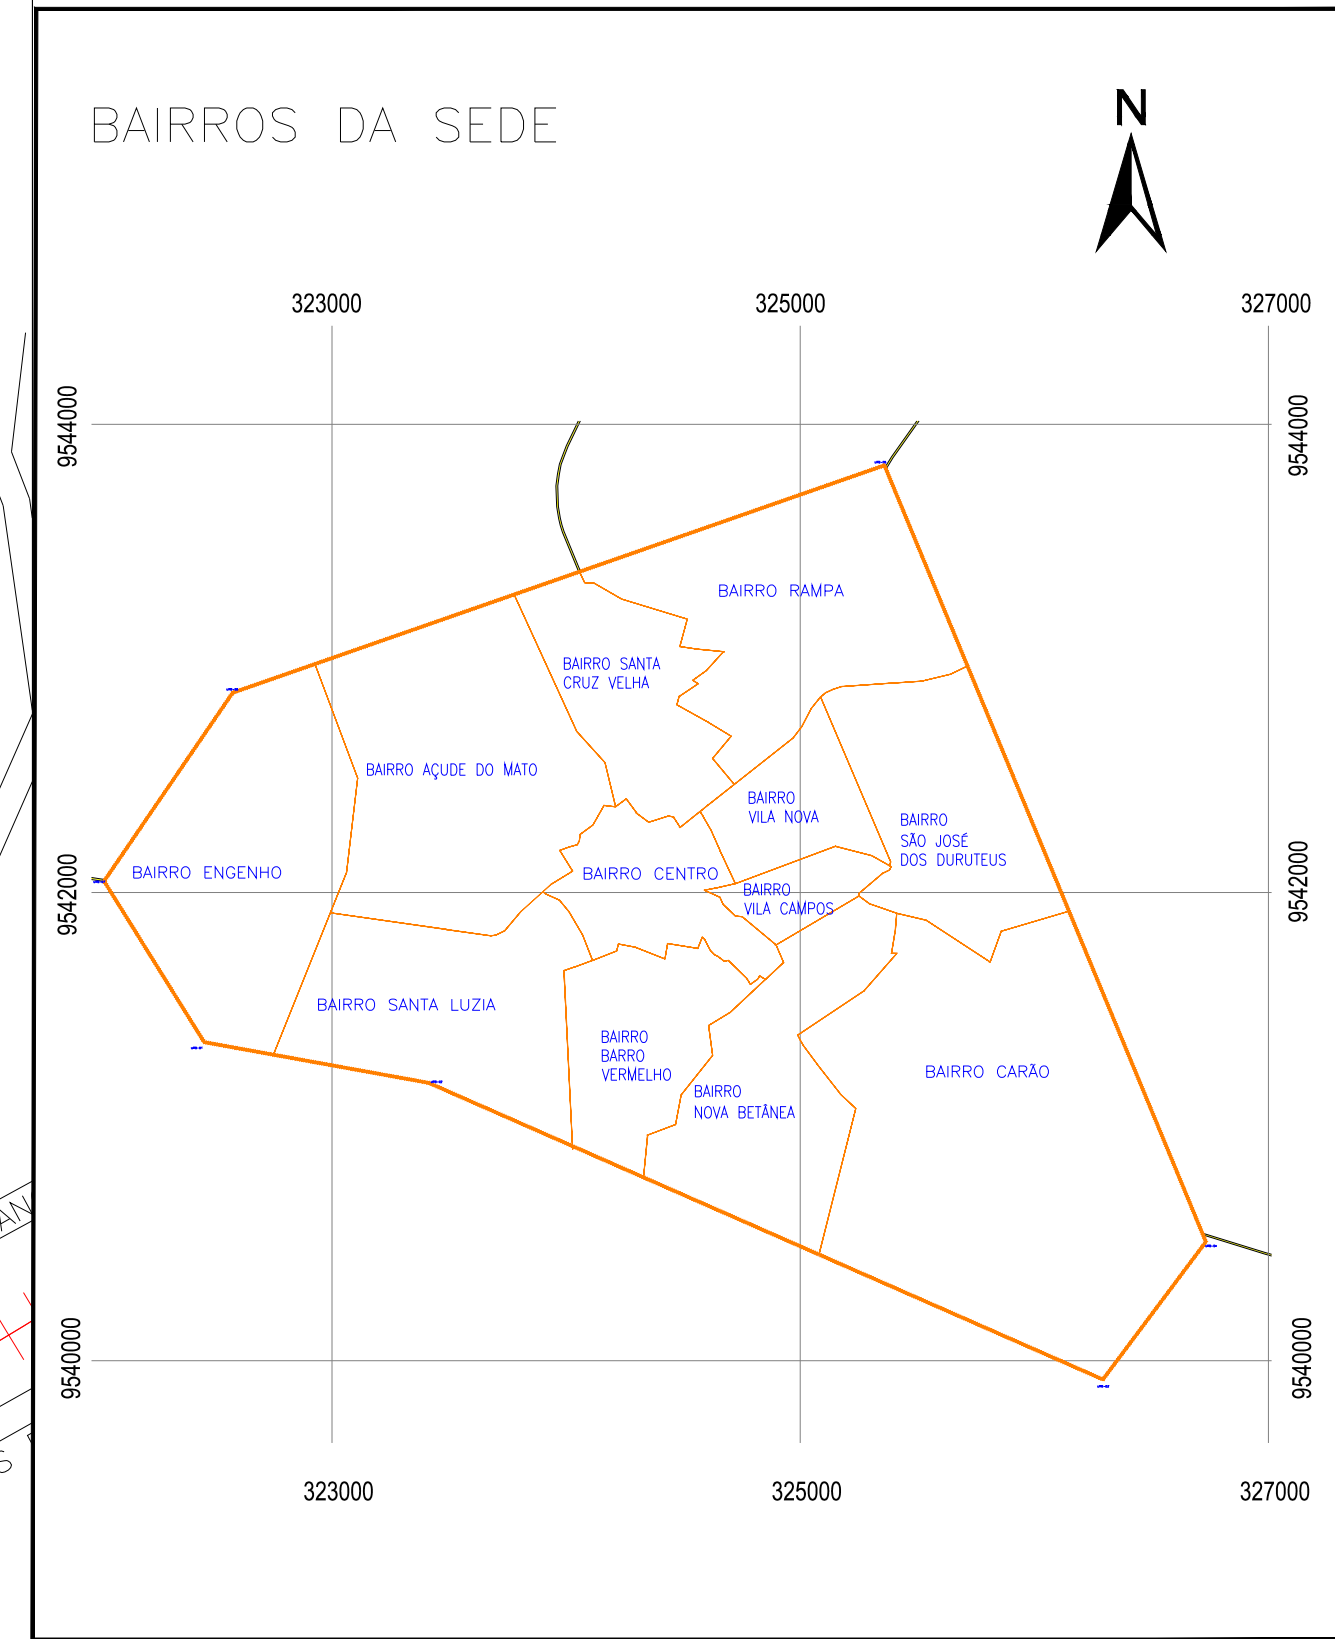 BAIRROS DA SEDE
N
323000
325000
327000
9544000
9544000
BAIRRO RAMPA
BAIRRO SANTA
CRUZ VELHA
BAIRRO AÇUDE DO MATO
BAIRRO
VILA NOVA
BAIRRO
SÃO JOSÉ
DOS DURUTEUS
BAIRRO ENGENHO
BAIRRO CENTRO
BAIRRO
VILA CAMPOS
9542000
9542000
BAIRRO SANTA LUZIA
BAIRRO
BARRO
VERMELHO
BAIRRO
NOVA BETÂNEA
BAIRRO CARÃO
AN
9540000
9540000
S
323000
325000
327000